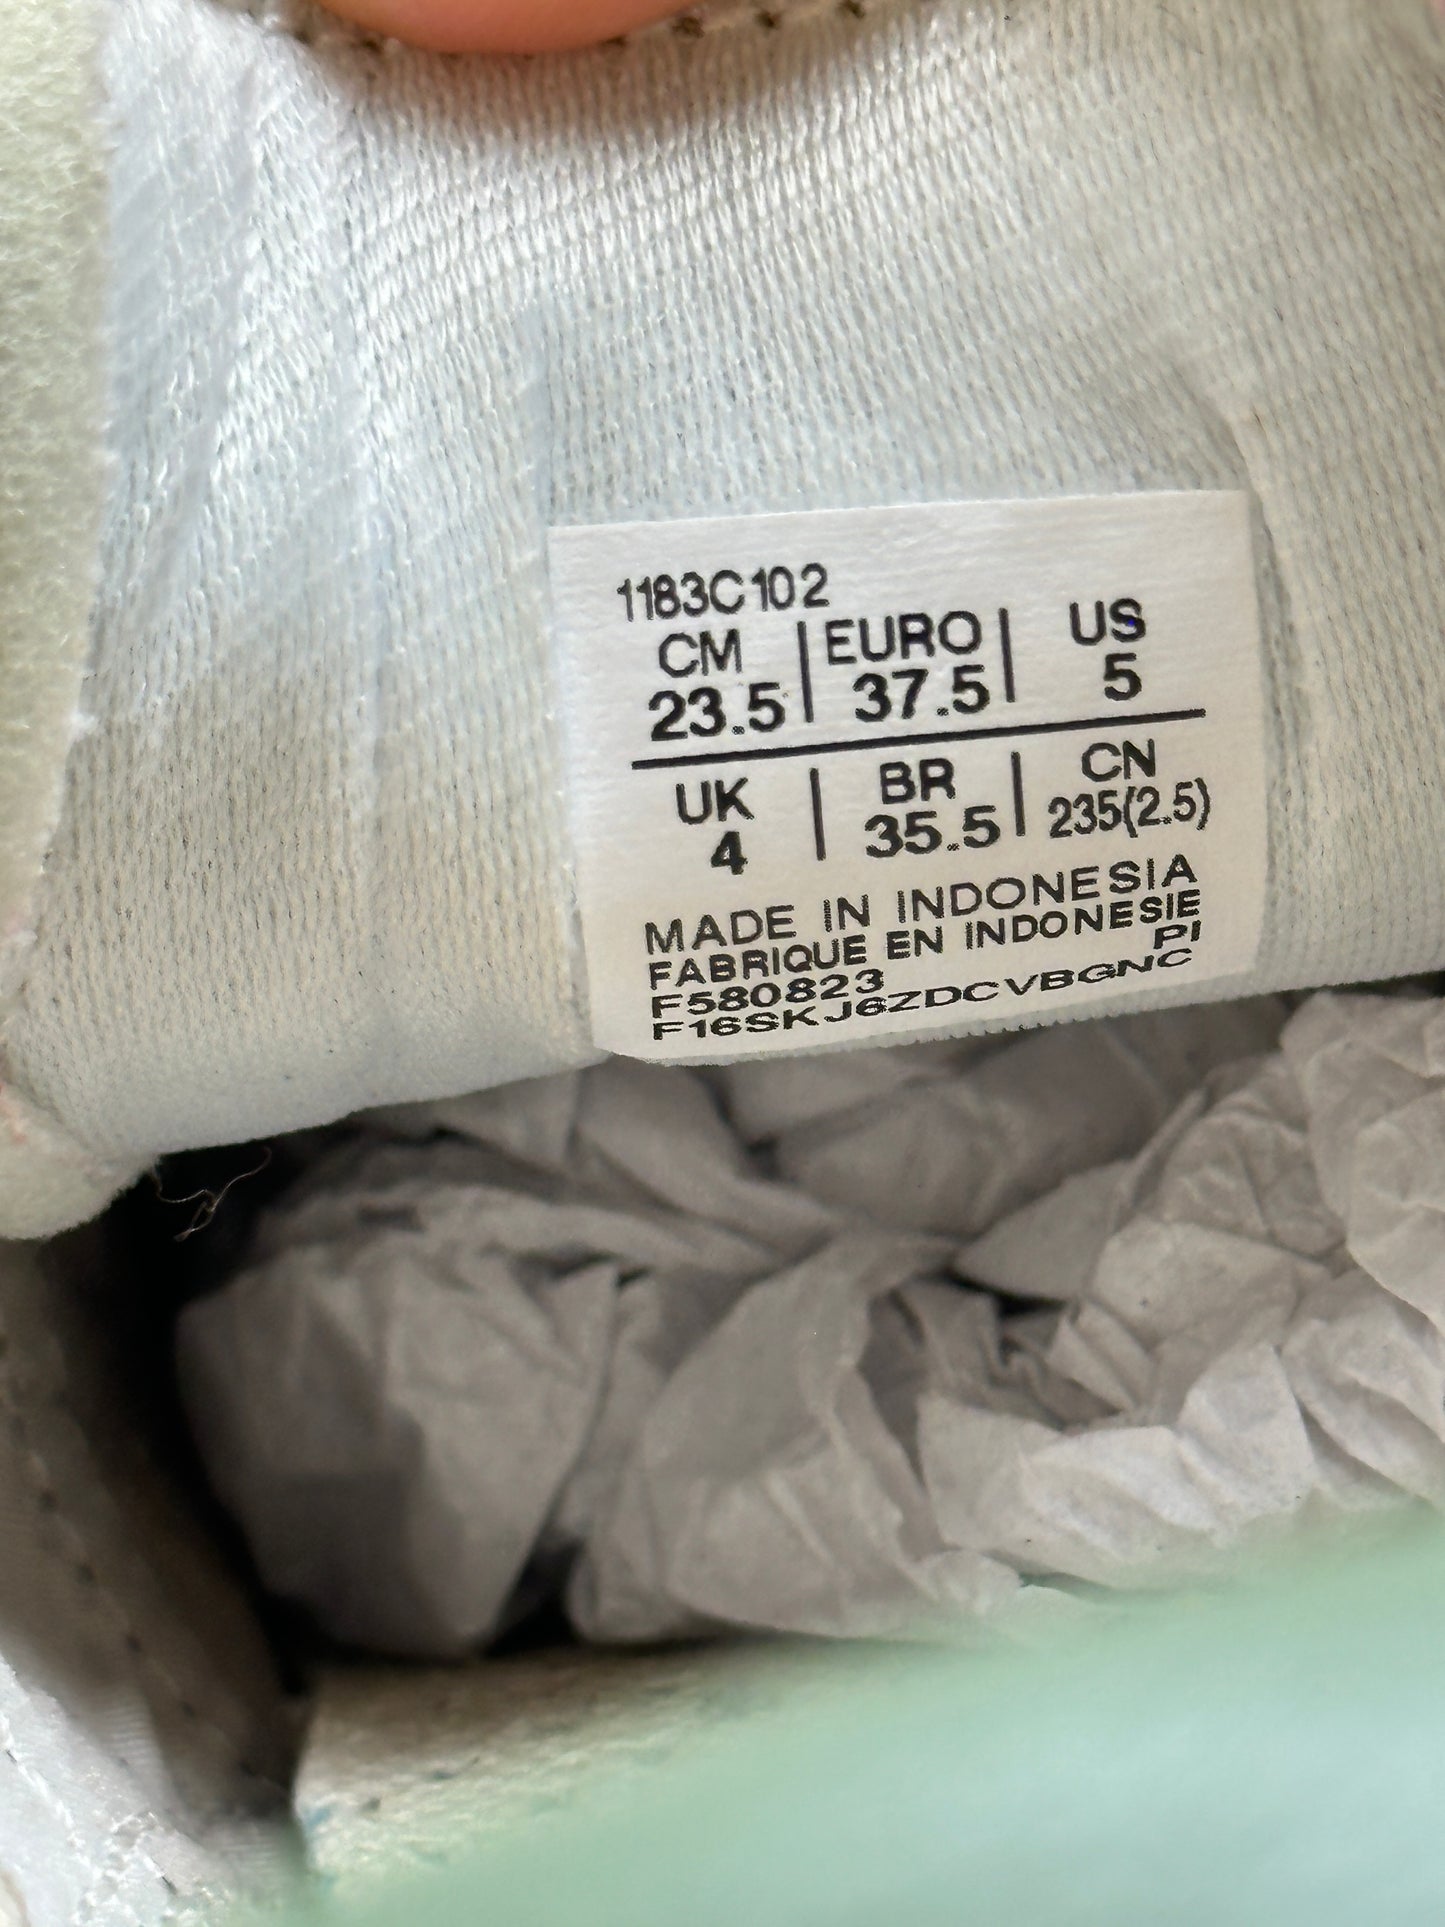 1183C102
CM | EURO | US
23.5 | 37.5 | 5
UK | BR | CN
4 | 35.5 | 235(2.5)
MADE IN INDONESIA
FABRIQUE EN INDONESIE
PI
F580823
F16SKJ6ZDCVBGNC